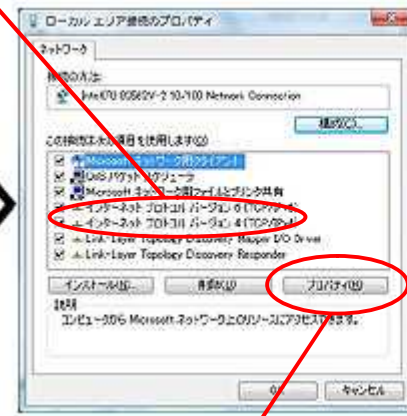 ローカル エリア接続のプロパティ
ネットワーク
接続の方法:
Intel(R) 82562V-2 10/100 Network Connection
構成(C)...
この接続は次の項目を使用します(O):
Microsoft ネットワーク用クライアント
QoS パケット スケジューラ
Microsoft ネットワーク用ファイルとプリンタ共有
インターネット プロトコル バージョン 6 (TCP/IPv6)
インターネット プロトコル バージョン 4 (TCP/IPv4)
Link-Layer Topology Discovery Mapper I/O Driver
Link-Layer Topology Discovery Responder
インストール(N)...
削除(U)
プロパティ(R)
説明
コンピュータから Microsoft ネットワーク上のリソースにアクセスできます。
OK
キャンセル